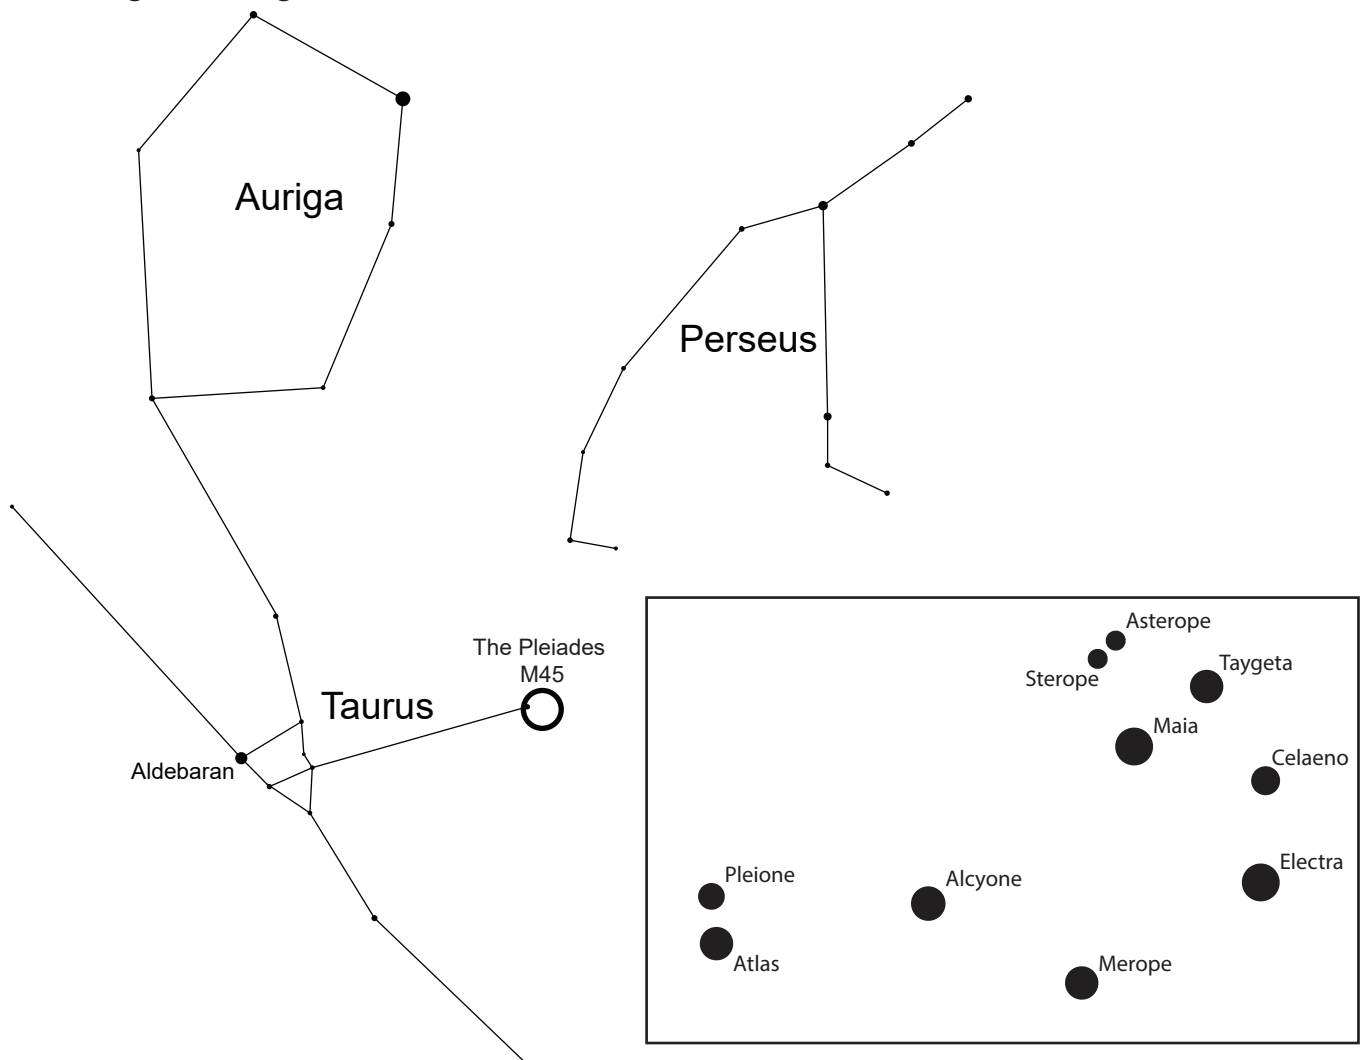 Auriga
Perseus
The Pleiades
M45
Taurus
Aldebaran
Asterope
Sterope
Taygeta
Maia
Celaeno
Electra
Pleione
Alcyone
Atlas
Merope